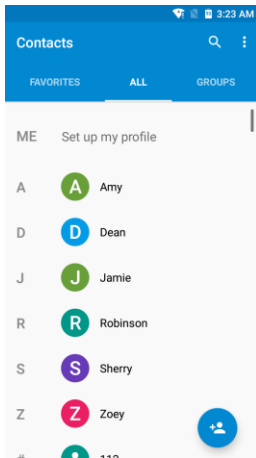 3:23 AM
Contacts
FAVORITES ALL GROUPS
ME Set up my profile
A A Amy
D D Dean
J J Jamie
R R Robinson
S S Sherry
Z Z Zoey